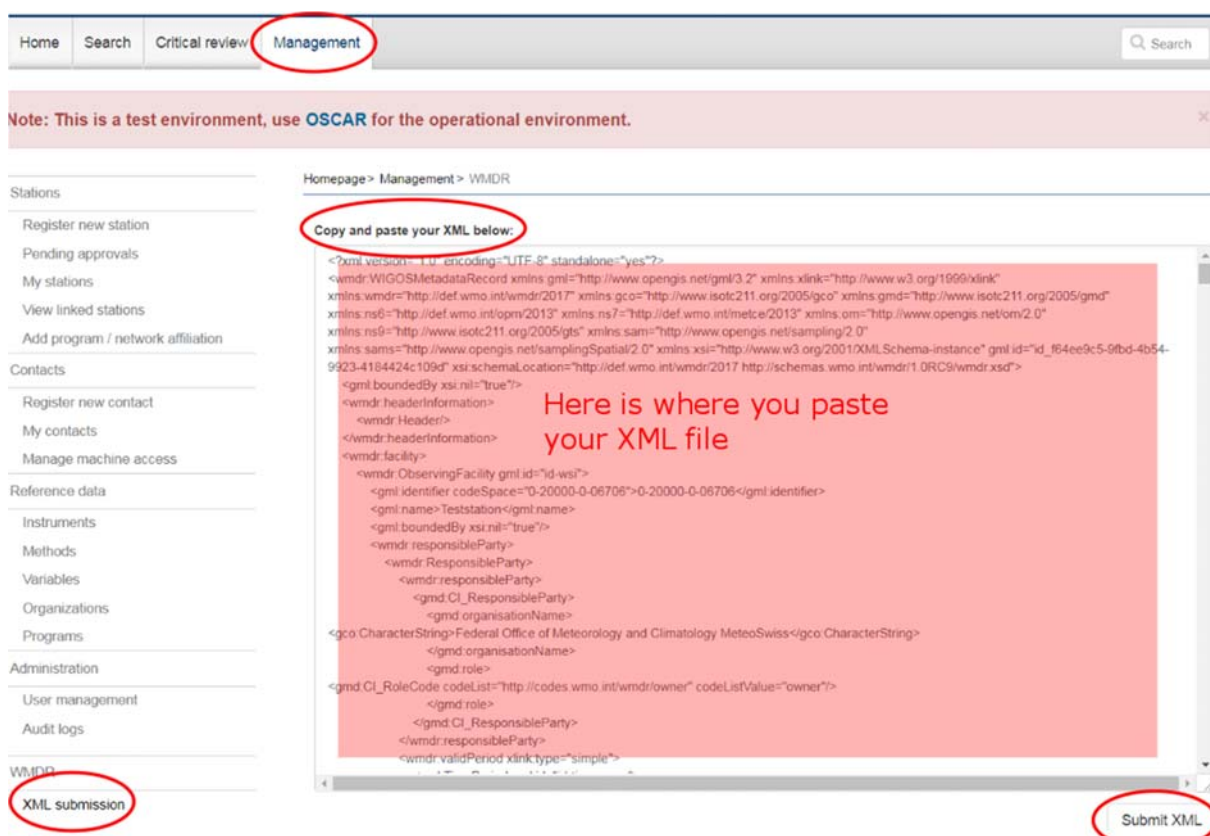 Home Search Critical review Management Search
Note: This is a test environment, use OSCAR for the operational environment.
Homepage > Management > WMDR
Stations
Register new station
Pending approvals
My stations
View linked stations
Add program / network affiliation
Contacts
Register new contact
My contacts
Manage machine access
Reference data
Instruments
Methods
Variables
Organizations
Programs
Administration
User management
Audit logs
WMDR
XML submission
Copy and paste your XML below:
<?xml version="1.0" encoding="UTF-8" standalone="yes"?>
<wmdr:WIGOSMetadataRecord xmlns:gml="http://www.opengis.net/gml/3.2" xmlns:xlink="http://www.w3.org/1999/xlink"
xmlns:wmdr="http://def.wmo.int/wmdr/2017" xmlns:gco="http://www.isotc211.org/2005/gco" xmlns:gmd="http://www.isotc211.org/2005/gmd"
xmlns:ns6="http://def.wmo.int/opm/2013" xmlns:ns7="http://def.wmo.int/metce/2013" xmlns:om="http://www.opengis.net/om/2.0"
xmlns:ns9="http://www.isotc211.org/2005/gts" xmlns:sam="http://www.opengis.net/sampling/2.0"
xmlns:sams="http://www.opengis.net/samplingSpatial/2.0" xmlns:xsi="http://www.w3.org/2001/XMLSchema-instance" gml:id="id_f64ee9c5-9fbd-4b54-
9923-4184424c109d" xsi:schemaLocation="http://def.wmo.int/wmdr/2017 http://schemas.wmo.int/wmdr/1.0RC9/wmdr.xsd">
<gml:boundedBy xsi:nil="true"/>
<wmdr:headerInformation>
<wmdr:Header/>
</wmdr:headerInformation>
<wmdr:facility>
<wmdr:ObservingFacility gml:id="id-wsi">
<gml:identifier codeSpace="0-20000-0-06706">0-20000-0-06706</gml:identifier>
<gml:name>Teststation</gml:name>
<gml:boundedBy xsi:nil="true"/>
<wmdr:responsibleParty>
<wmdr:ResponsibleParty>
<wmdr:responsibleParty>
<gmd:CI_ResponsibleParty>
<gmd:organisationName>
<gco:CharacterString>Federal Office of Meteorology and Climatology MeteoSwiss</gco:CharacterString>
</gmd:organisationName>
<gmd:role>
<gmd:CI_RoleCode codeList="http://codes.wmo.int/wmdr/owner" codeListValue="owner"/>
</gmd:role>
</gmd:CI_ResponsibleParty>
</wmdr:responsibleParty>
<wmdr:validPeriod xlink:type="simple">
Here is where you paste
your XML file
Submit XML